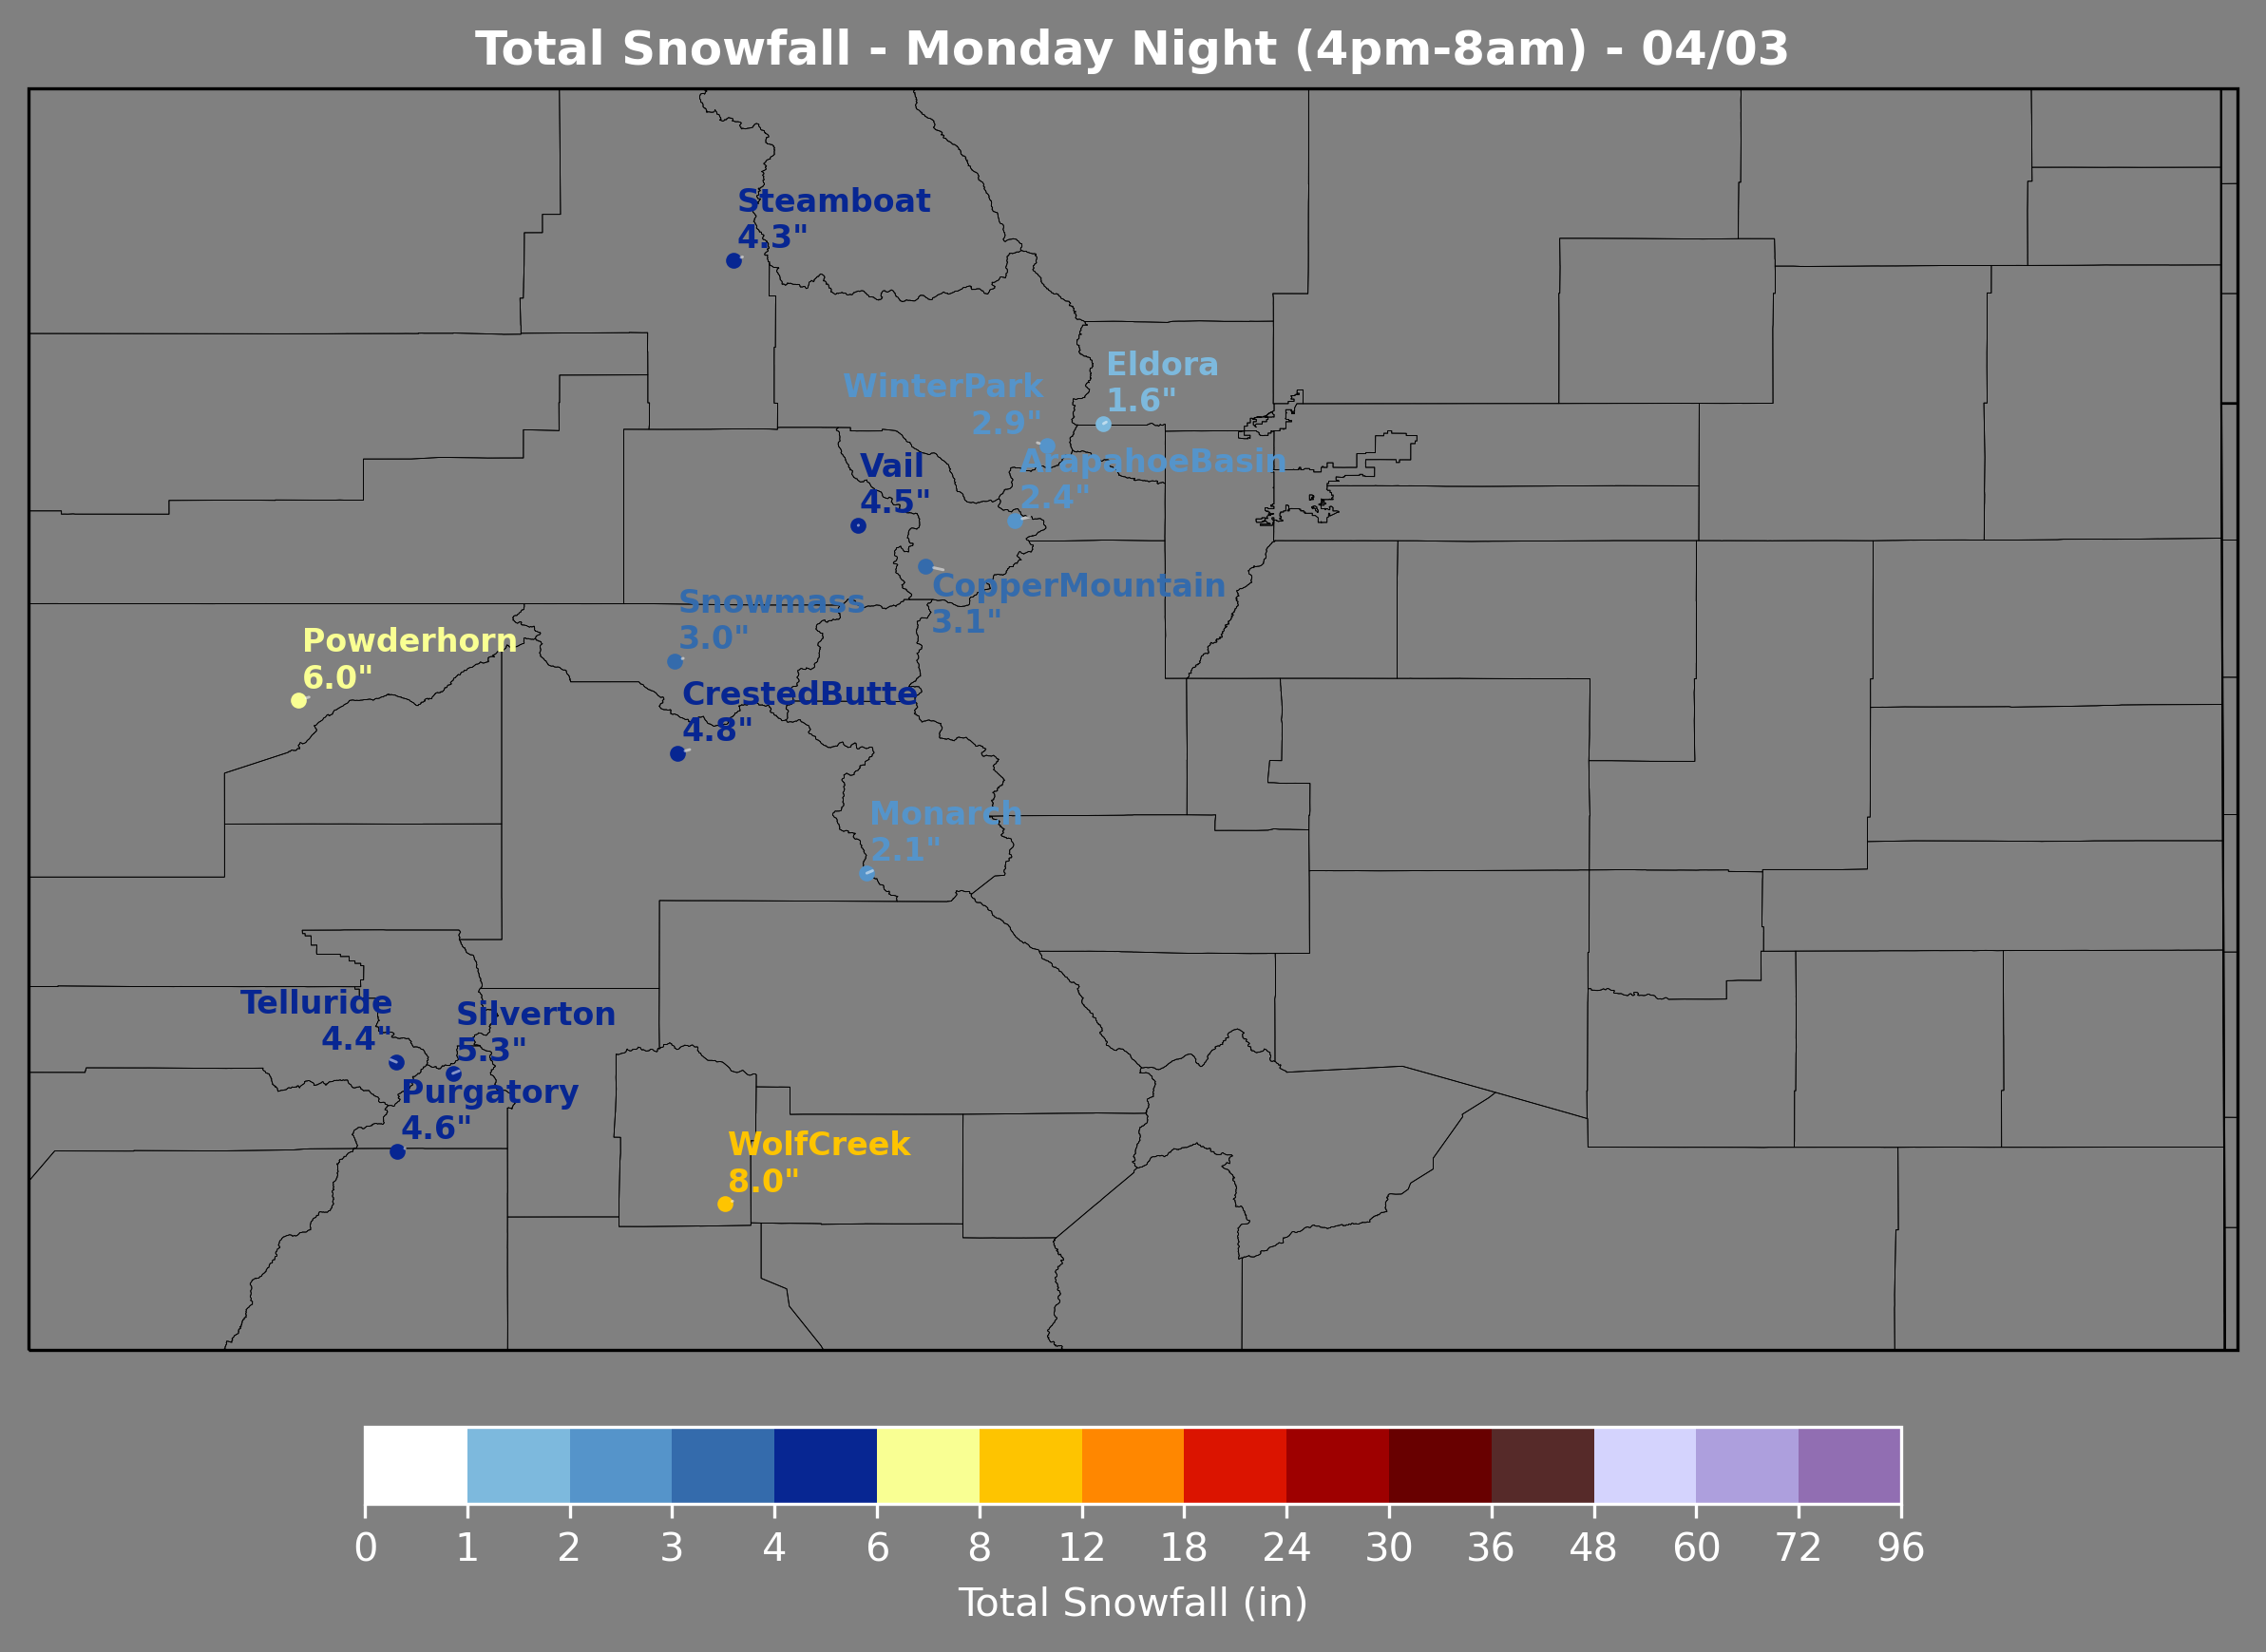 Total Snowfall - Monday Night (4pm-8am) - 04/03
Steamboat
4.3"
Eldora
1.6"
WinterPark
2.9"
Vail
4.5"
ArapahoeBasin
2.4"
CopperMountain
3.1"
Snowmass
3.0"
Powderhorn
6.0"
CrestedButte
4.8"
Monarch
2.1"
Telluride
4.4"
Silverton
5.3"
Purgatory
4.6"
WolfCreek
8.0"
0 1 2 3 4 6 8 12 18 24 30 36 48 60 72 96
Total Snowfall (in)